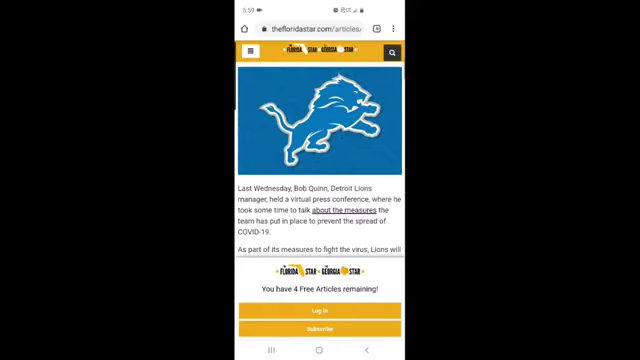 5:59
thefloridastar.com/articles/
FLORIDA STAR GEORGIA STAR
Last Wednesday, Bob Quinn, Detroit Lions
manager, held a virtual press conference, where he
took some time to talk about the measures the
team has put in place to prevent the spread of
COVID-19.
As part of its measures to fight the virus, Lions will
THE FLORIDA STAR THE GEORGIA STAR
You have 4 Free Articles remaining!
Log In
Subscribe